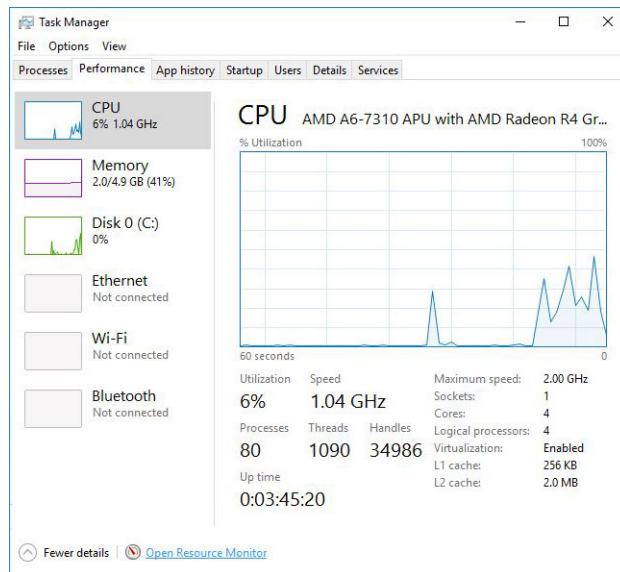 Task Manager
File Options View
Processes Performance App history Startup Users Details Services
CPU
6% 1.04 GHz
Memory
2.0/4.9 GB (41%)
Disk 0 (C:)
0%
Ethernet
Not connected
Wi-Fi
Not connected
Bluetooth
Not connected
CPU AMD A6-7310 APU with AMD Radeon R4 Gr...
% Utilization 100%
60 seconds 0
Utilization Speed
6% 1.04 GHz
Processes Threads Handles
80 1090 34986
Up time
0:03:45:20
Maximum speed: 2.00 GHz
Sockets: 1
Cores: 4
Logical processors: 4
Virtualization: Enabled
L1 cache: 256 KB
L2 cache: 2.0 MB
Fewer details Open Resource Monitor